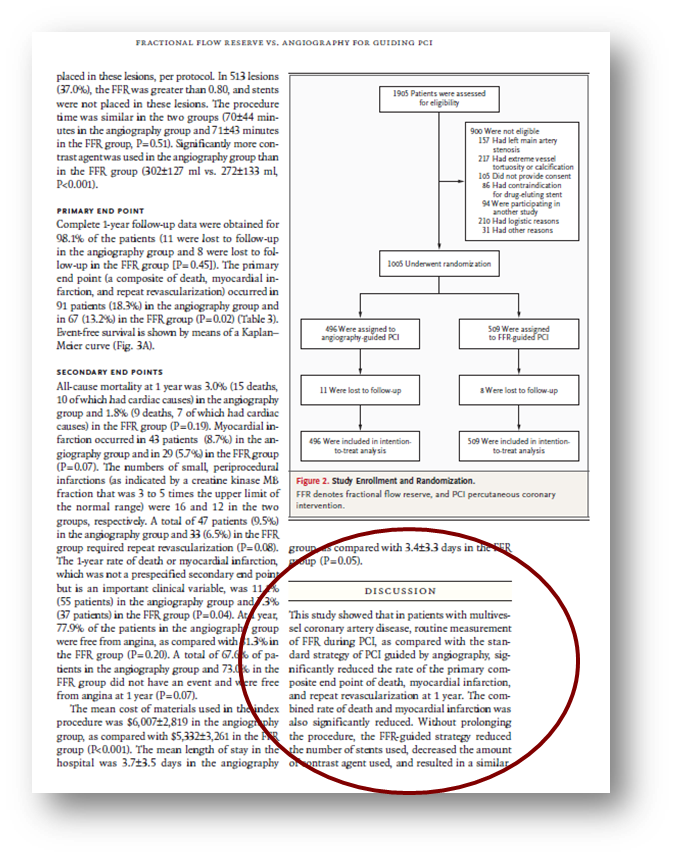 FRACTIONAL FLOW RESERVE VS. ANGIOGRAPHY FOR GUIDING PCI
placed in these lesions, per protocol. In 513 lesions
(37.0%), the FFR was greater than 0.80, and stents
were not placed in these lesions. The procedure
time was similar in the two groups (70±44 min-
utes in the angiography group and 71±43 minutes
in the FFR group, P=0.51). Significantly more con-
trast agent was used in the angiography group than
in the FFR group (302±127 ml vs. 272±133 ml,
P<0.001).
PRIMARY END POINT
Complete 1-year follow-up data were obtained for
98.1% of the patients (11 were lost to follow-up
in the angiography group and 8 were lost to fol-
low-up in the FFR group [P=0.45]). The primary
end point (a composite of death, myocardial in-
farction, and repeat revascularization) occurred in
91 patients (18.3%) in the angiography group and
in 67 (13.2%) in the FFR group (P=0.02) (Table 3).
Event-free survival is shown by means of a Kaplan–
Meier curve (Fig. 3A).
SECONDARY END POINTS
All-cause mortality at 1 year was 3.0% (15 deaths,
10 of which had cardiac causes) in the angiography
group and 1.8% (9 deaths, 7 of which had cardiac
causes) in the FFR group (P=0.19). Myocardial in-
farction occurred in 43 patients (8.7%) in the an-
giography group and in 29 (5.7%) in the FFR group
(P=0.07). The numbers of small, periprocedural
infarctions (as indicated by a creatine kinase MB
fraction that was 3 to 5 times the upper limit of
the normal range) were 16 and 12 in the two
groups, respectively. A total of 47 patients (9.5%)
in the angiography group and 33 (6.5%) in the FFR
group required repeat revascularization (P=0.08).
The 1-year rate of death or myocardial infarction,
which was not a prespecified secondary end point
but is an important clinical variable, was
(55 patients) in the angiography group and
(37 patients) in the FFR group (P=0.04). At 1 year,
77.9% of the patients in the angiography group
were free from angina, as compared with in
the FFR group (P=0.20). A total of 67.6% of pa-
tients in the angiography group and in the
FFR group did not have an event and were free
from angina at 1 year (P=0.07).
The mean cost of materials used in the index
procedure was $6,007±2,819 in the angiography
group, as compared with $5,332±3,261 in the FFR
group (P<0.001). The mean length of stay in the
hospital was 3.7±3.5 days in the angiography
1905 Patients were assessed
for eligibility
900 Were not eligible
157 Had left main artery
stenosis
217 Had extreme vessel
tortuosity or calcification
105 Did not provide consent
86 Had contraindication
for drug-eluting stent
94 Were participating in
another study
210 Had logistic reasons
31 Had other reasons
1005 Underwent randomization
496 Were assigned to
angiography-guided PCI
509 Were assigned
to FFR-guided PCI
11 Were lost to follow-up
8 Were lost to follow-up
496 Were included in intention-
to-treat analysis
509 Were included in intention-
to-treat analysis
Figure 2. Study Enrollment and Randomization.
FFR denotes fractional flow reserve, and PCI percutaneous coronary
intervention.
group, as compared with 3.4±3.3 days in the FFR
group (P=0.05).
DISCUSSION
This study showed that in patients with multives-
sel coronary artery disease, routine measurement
of FFR during PCI, as compared with the stan-
dard strategy of PCI guided by angiography, sig-
nificantly reduced the rate of the primary com-
posite end point of death, myocardial infarction,
and repeat revascularization at 1 year. The com-
bined rate of death and myocardial infarction was
also significantly reduced. Without prolonging
the procedure, the FFR-guided strategy reduced
the number of stents used, decreased the amount
of contrast agent used, and resulted in a similar,